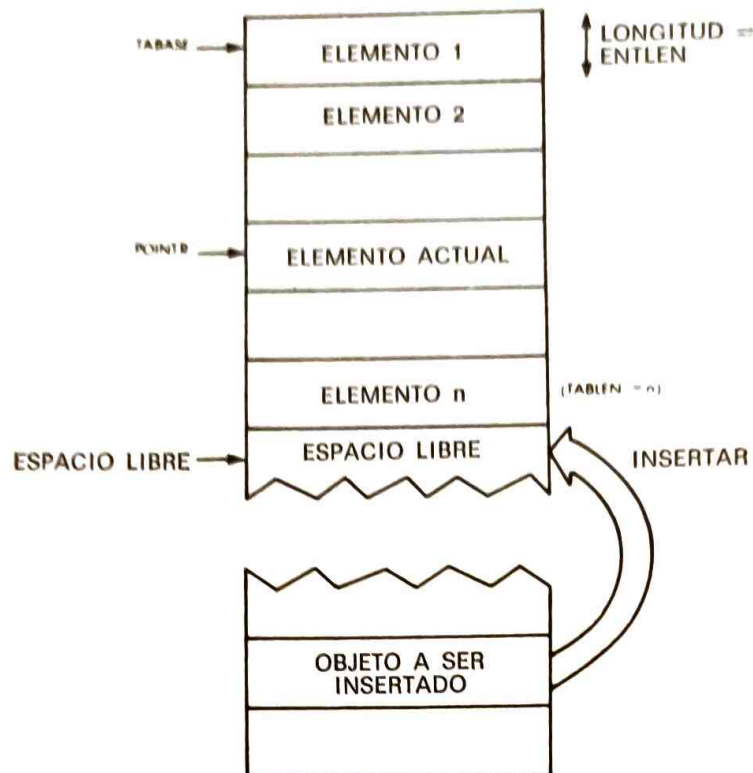 TABASE
ELEMENTO 1
LONGITUD =
ENTLEN
ELEMENTO 2
POINTR
ELEMENTO ACTUAL
ELEMENTO n
(TABLEN = n)
ESPACIO LIBRE
ESPACIO LIBRE
INSERTAR
OBJETO A SER
INSERTADO